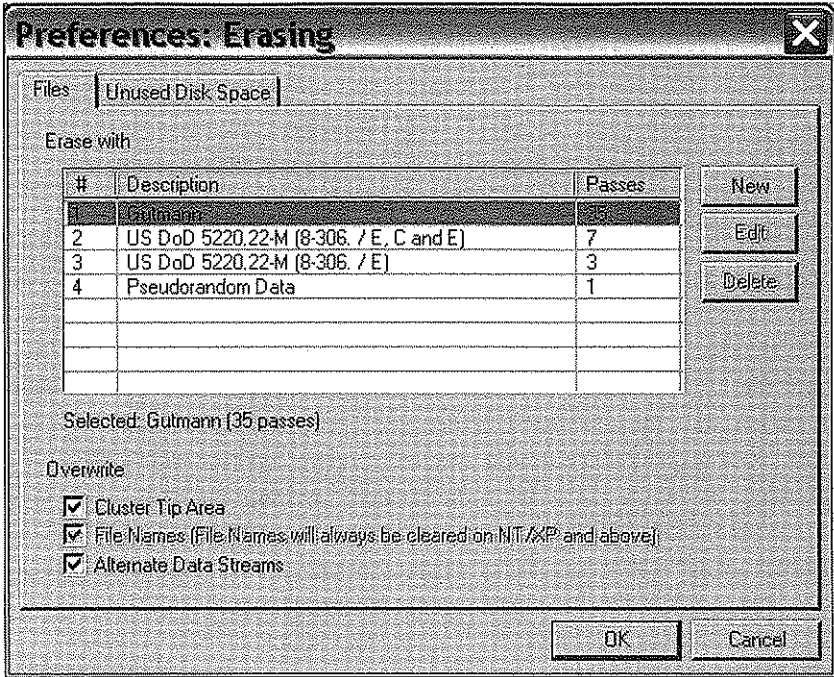 Preferences: Erasing
Files
Unused Disk Space
Erase with
# Description Passes
1 Gutmann 35
2 US DoD 5220.22-M (8-306. / E, C and E) 7
3 US DoD 5220.22-M (8-306. / E) 3
4 Pseudorandom Data 1
New
Edit
Delete
Selected: Gutmann (35 passes)
Overwrite
Cluster Tip Area
File Names (File Names will always be cleared on NT/XP and above)
Alternate Data Streams
OK
Cancel